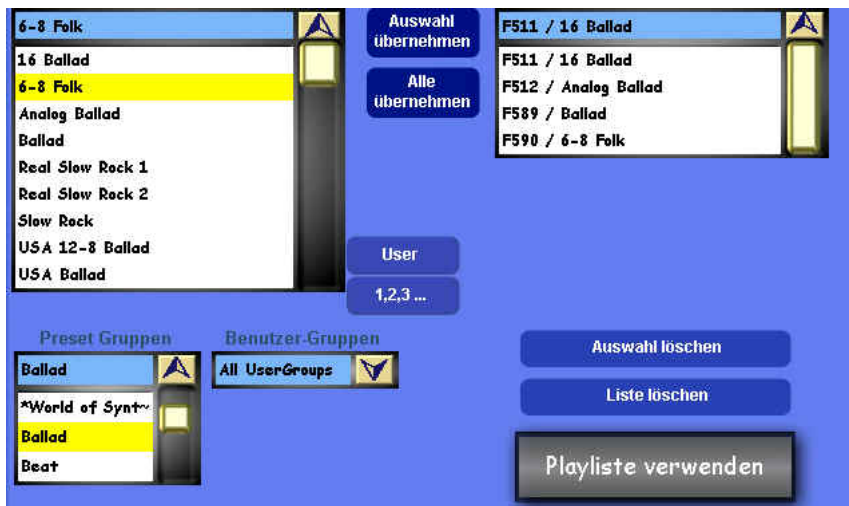 6-8 Folk
16 Ballad
6-8 Folk
Analog Ballad
Ballad
Real Slow Rock 1
Real Slow Rock 2
Slow Rock
USA 12-8 Ballad
USA Ballad
Auswahl
übernehmen
Alle
übernehmen
F511 / 16 Ballad
F511 / 16 Ballad
F512 / Analog Ballad
F589 / Ballad
F590 / 6-8 Folk
User
1,2,3 ...
Preset Gruppen
Ballad
*World of Synt~
Ballad
Beat
Benutzer-Gruppen
All UserGroups
Auswahl löschen
Liste löschen
Playliste verwenden